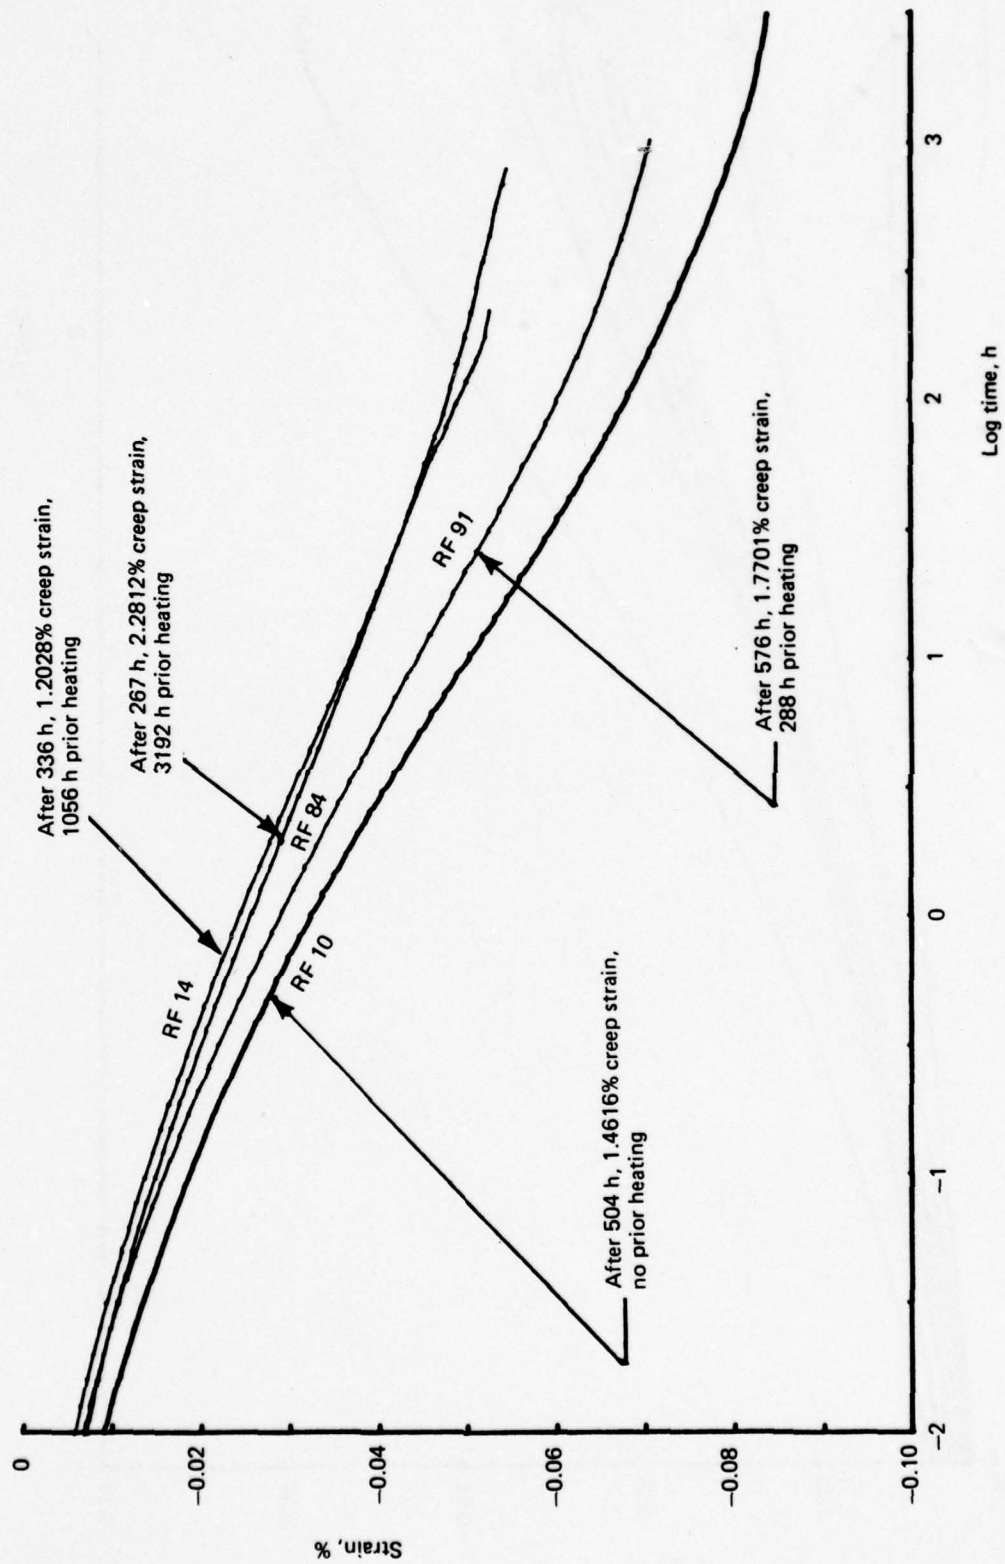 After 336 h, 1.2028% creep strain,
1056 h prior heating
After 267 h, 2.2812% creep strain,
3192 h prior heating
RF 14
RF 84
RF 91
RF 10
After 504 h, 1.4616% creep strain,
no prior heating
After 576 h, 1.7701% creep strain,
288 h prior heating
Strain, %
0
−0.02
−0.04
−0.06
−0.08
−0.10
−2
−1
0
1
2
3
Log time, h